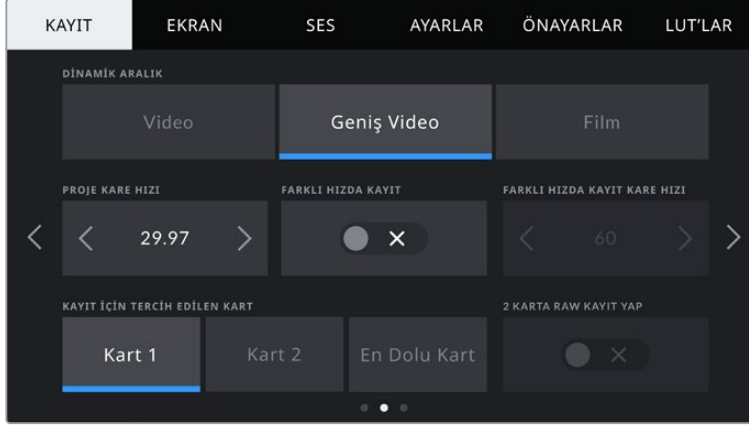 KAYIT EKRAN SES AYARLAR ÖNAYARLAR LUT'LAR
DİNAMİK ARALIK
Video Geniş Video Film
PROJE KARE HIZI FARKLI HIZDA KAYIT FARKLI HIZDA KAYIT KARE HIZI
29.97 60
KAYIT İÇİN TERCİH EDİLEN KART 2 KARTA RAW KAYIT YAP
Kart 1 Kart 2 En Dolu Kart